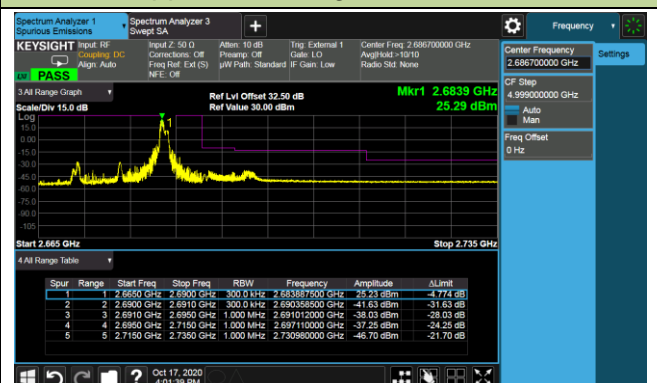 Spectrum Analyzer 1
Spurious Emissions
Spectrum Analyzer 3
Swept SA
Frequency
KEYSIGHT
Input: RF
Coupling: DC
Align: Auto
Input Z: 50 Ω
Corrections: Off
Freq Ref: Ext (S)
NFE: Off
Atten: 10 dB
Preamp: Off
µW Path: Standard
Trig: External 1
Gate: LO
IF Gain: Low
Center Freq: 2.686700000 GHz
Avg|Hold:>10/10
Radio Std: None
PASS
Center Frequency
2.686700000 GHz
Settings
CF Step
4.999000000 GHz
Auto
Man
Freq Offset
0 Hz
3 All Range Graph
Scale/Div 15.0 dB
Ref Lvl Offset 32.50 dB
Ref Value 30.00 dBm
Mkr1 2.6839 GHz
25.29 dBm
Log
15.0
0.00
-15.0
-30.0
-45.0
-60.0
-75.0
-90.0
-105
1
Start 2.665 GHz
Stop 2.735 GHz
4 All Range Table
Spur Range Start Freq Stop Freq RBW Frequency Amplitude ΔLimit
1 1 2.6650 GHz 2.6900 GHz 300.0 kHz 2.683887500 GHz 25.23 dBm -4.774 dB
2 2 2.6900 GHz 2.6910 GHz 300.0 kHz 2.690358500 GHz -41.63 dBm -31.63 dB
3 3 2.6910 GHz 2.6950 GHz 1.000 MHz 2.691012000 GHz -38.03 dBm -28.03 dB
4 4 2.6950 GHz 2.7150 GHz 1.000 MHz 2.697110000 GHz -37.25 dBm -24.25 dB
5 5 2.7150 GHz 2.7350 GHz 1.000 MHz 2.730980000 GHz -46.70 dBm -21.70 dB
Oct 17, 2020
4:01:39 PM